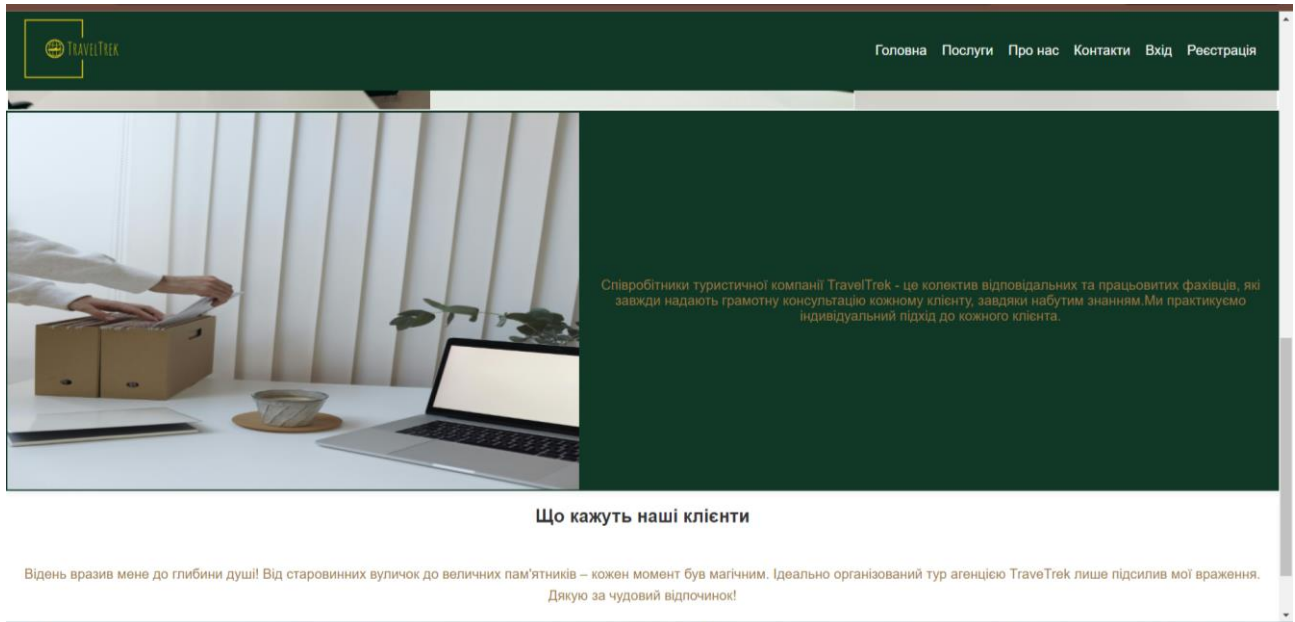 TravelTrek
Головна Послуги Про нас Контакти Вхід Реєстрація
Співробітники туристичної компанії TravelTrek - це колектив відповідальних та працьовитих фахівців, які
завжди надають грамотну консультацію кожному клієнту, завдяки набутим знанням.Ми практикуємо
індивідуальний підхід до кожного клієнта.
Що кажуть наші клієнти
Відень вразив мене до глибини душі! Від старовинних вуличок до величних пам'ятників – кожен момент був магічним. Ідеально організований тур агенцією TraveTrek лише підсилив мої враження.
Дякую за чудовий відпочинок!